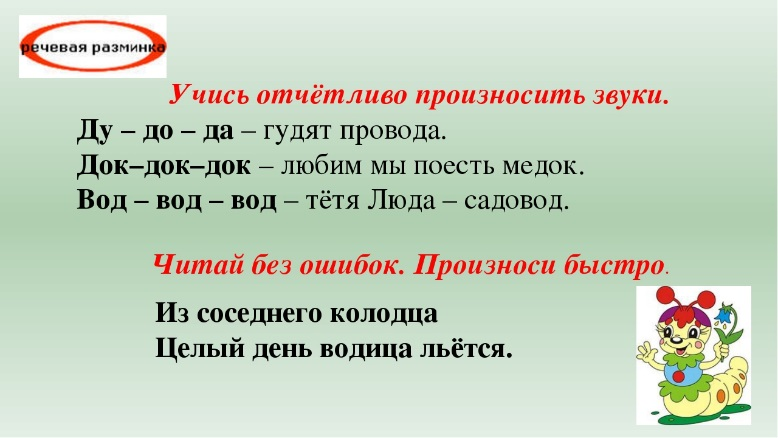 речевая разминка
Учись отчётливо произносить звуки.
Ду – до – да – гудят провода.
Док–док–док – любим мы поесть медок.
Вод – вод – вод – тётя Люда – садовод.
Читай без ошибок. Произноси быстро.
Из соседнего колодца
Целый день водица льётся.